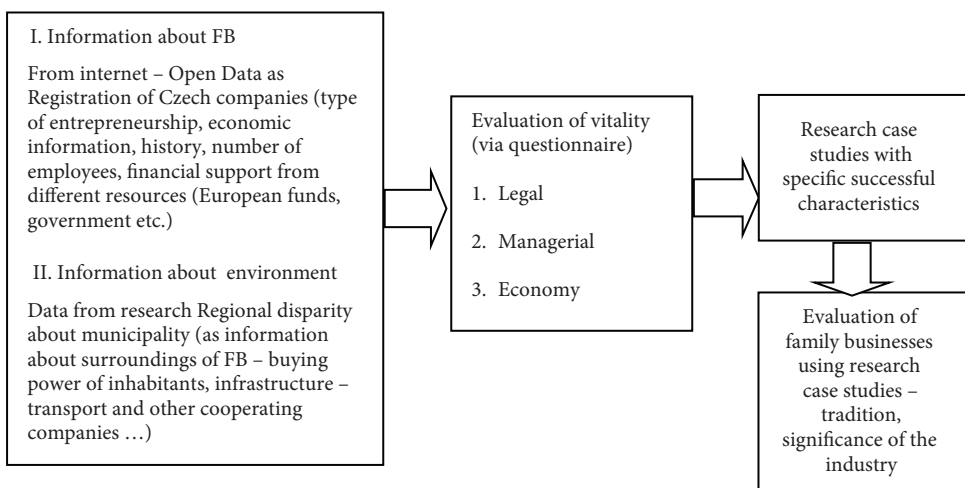 I. Information about FB
From internet – Open Data as
Registration of Czech companies (type
of entrepreneurship, economic
information, history, number of
employees, financial support from
different resources (European funds,
government etc.)
II. Information about environment
Data from research Regional disparity
about municipality (as information
about surroundings of FB – buying
power of inhabitants, infrastructure –
transport and other cooperating
companies ...)
Evaluation of vitality
(via questionnaire)
1. Legal
2. Managerial
3. Economy
Research case
studies with
specific successful
characteristics
Evaluation of
family businesses
using research
case studies –
tradition,
significance of the
industry